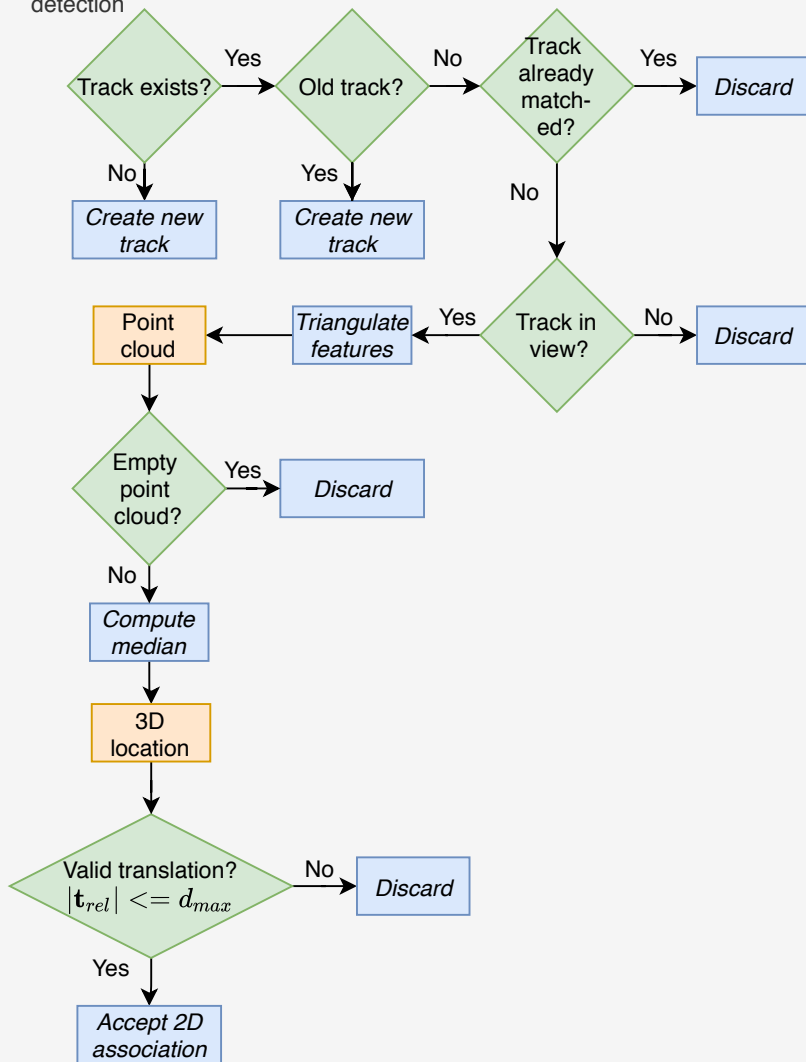 detection
Track exists?
Yes
Old track?
No
Track
already
match-
ed?
Yes
Discard
No
Create new
track
Yes
Create new
track
No
Point
cloud
Triangulate
features
Yes
Track in
view?
No
Discard
Empty
point
cloud?
Yes
Discard
No
Compute
median
3D
location
Valid translation?
|t_rel| <= d_max
No
Discard
Yes
Accept 2D
association